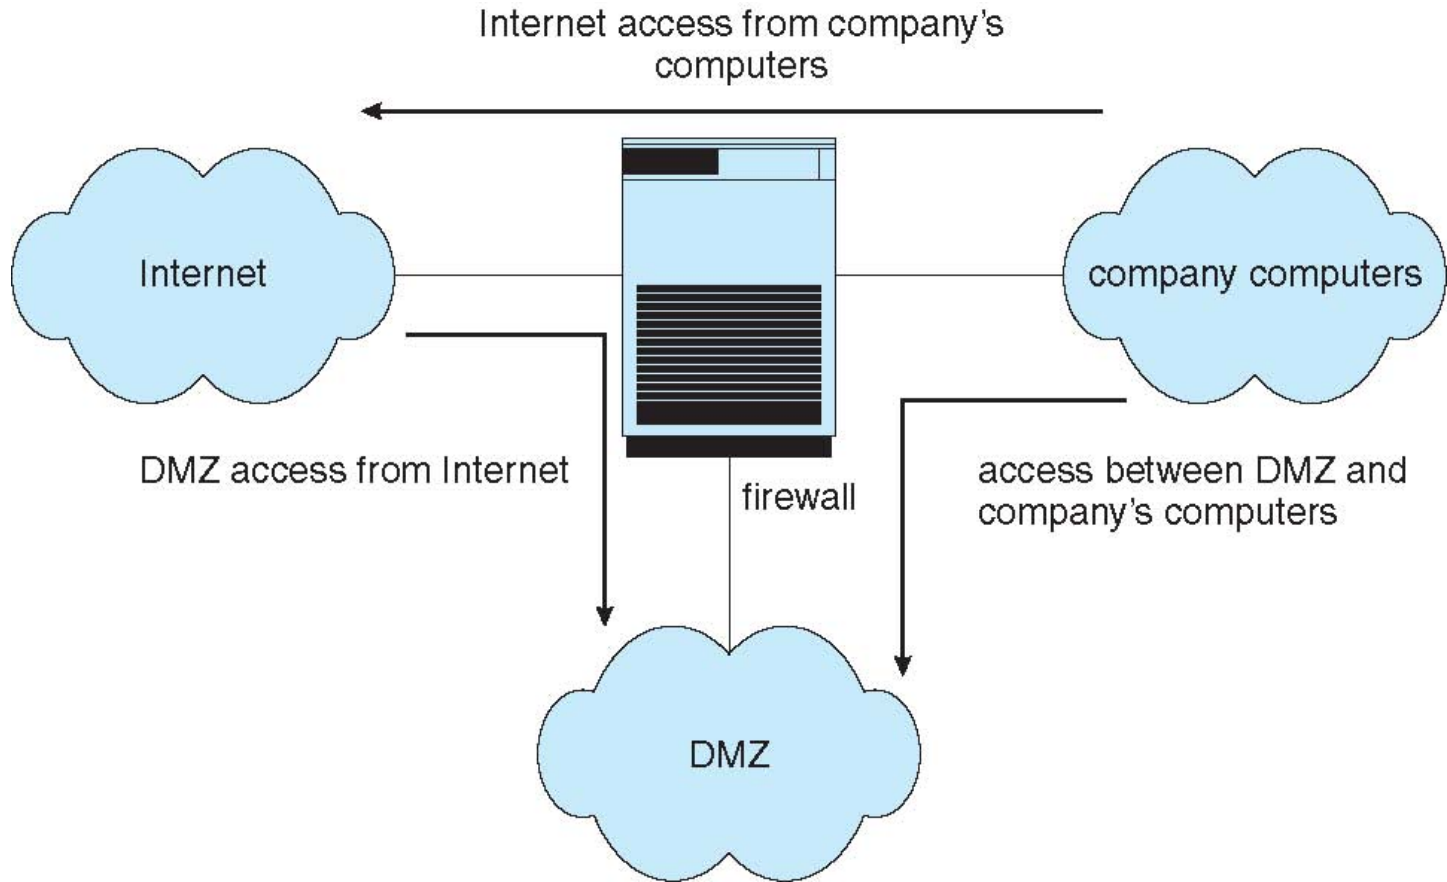 Internet access from company’s
computers
Internet
company computers
DMZ access from Internet
firewall
access between DMZ and
company’s computers
DMZ